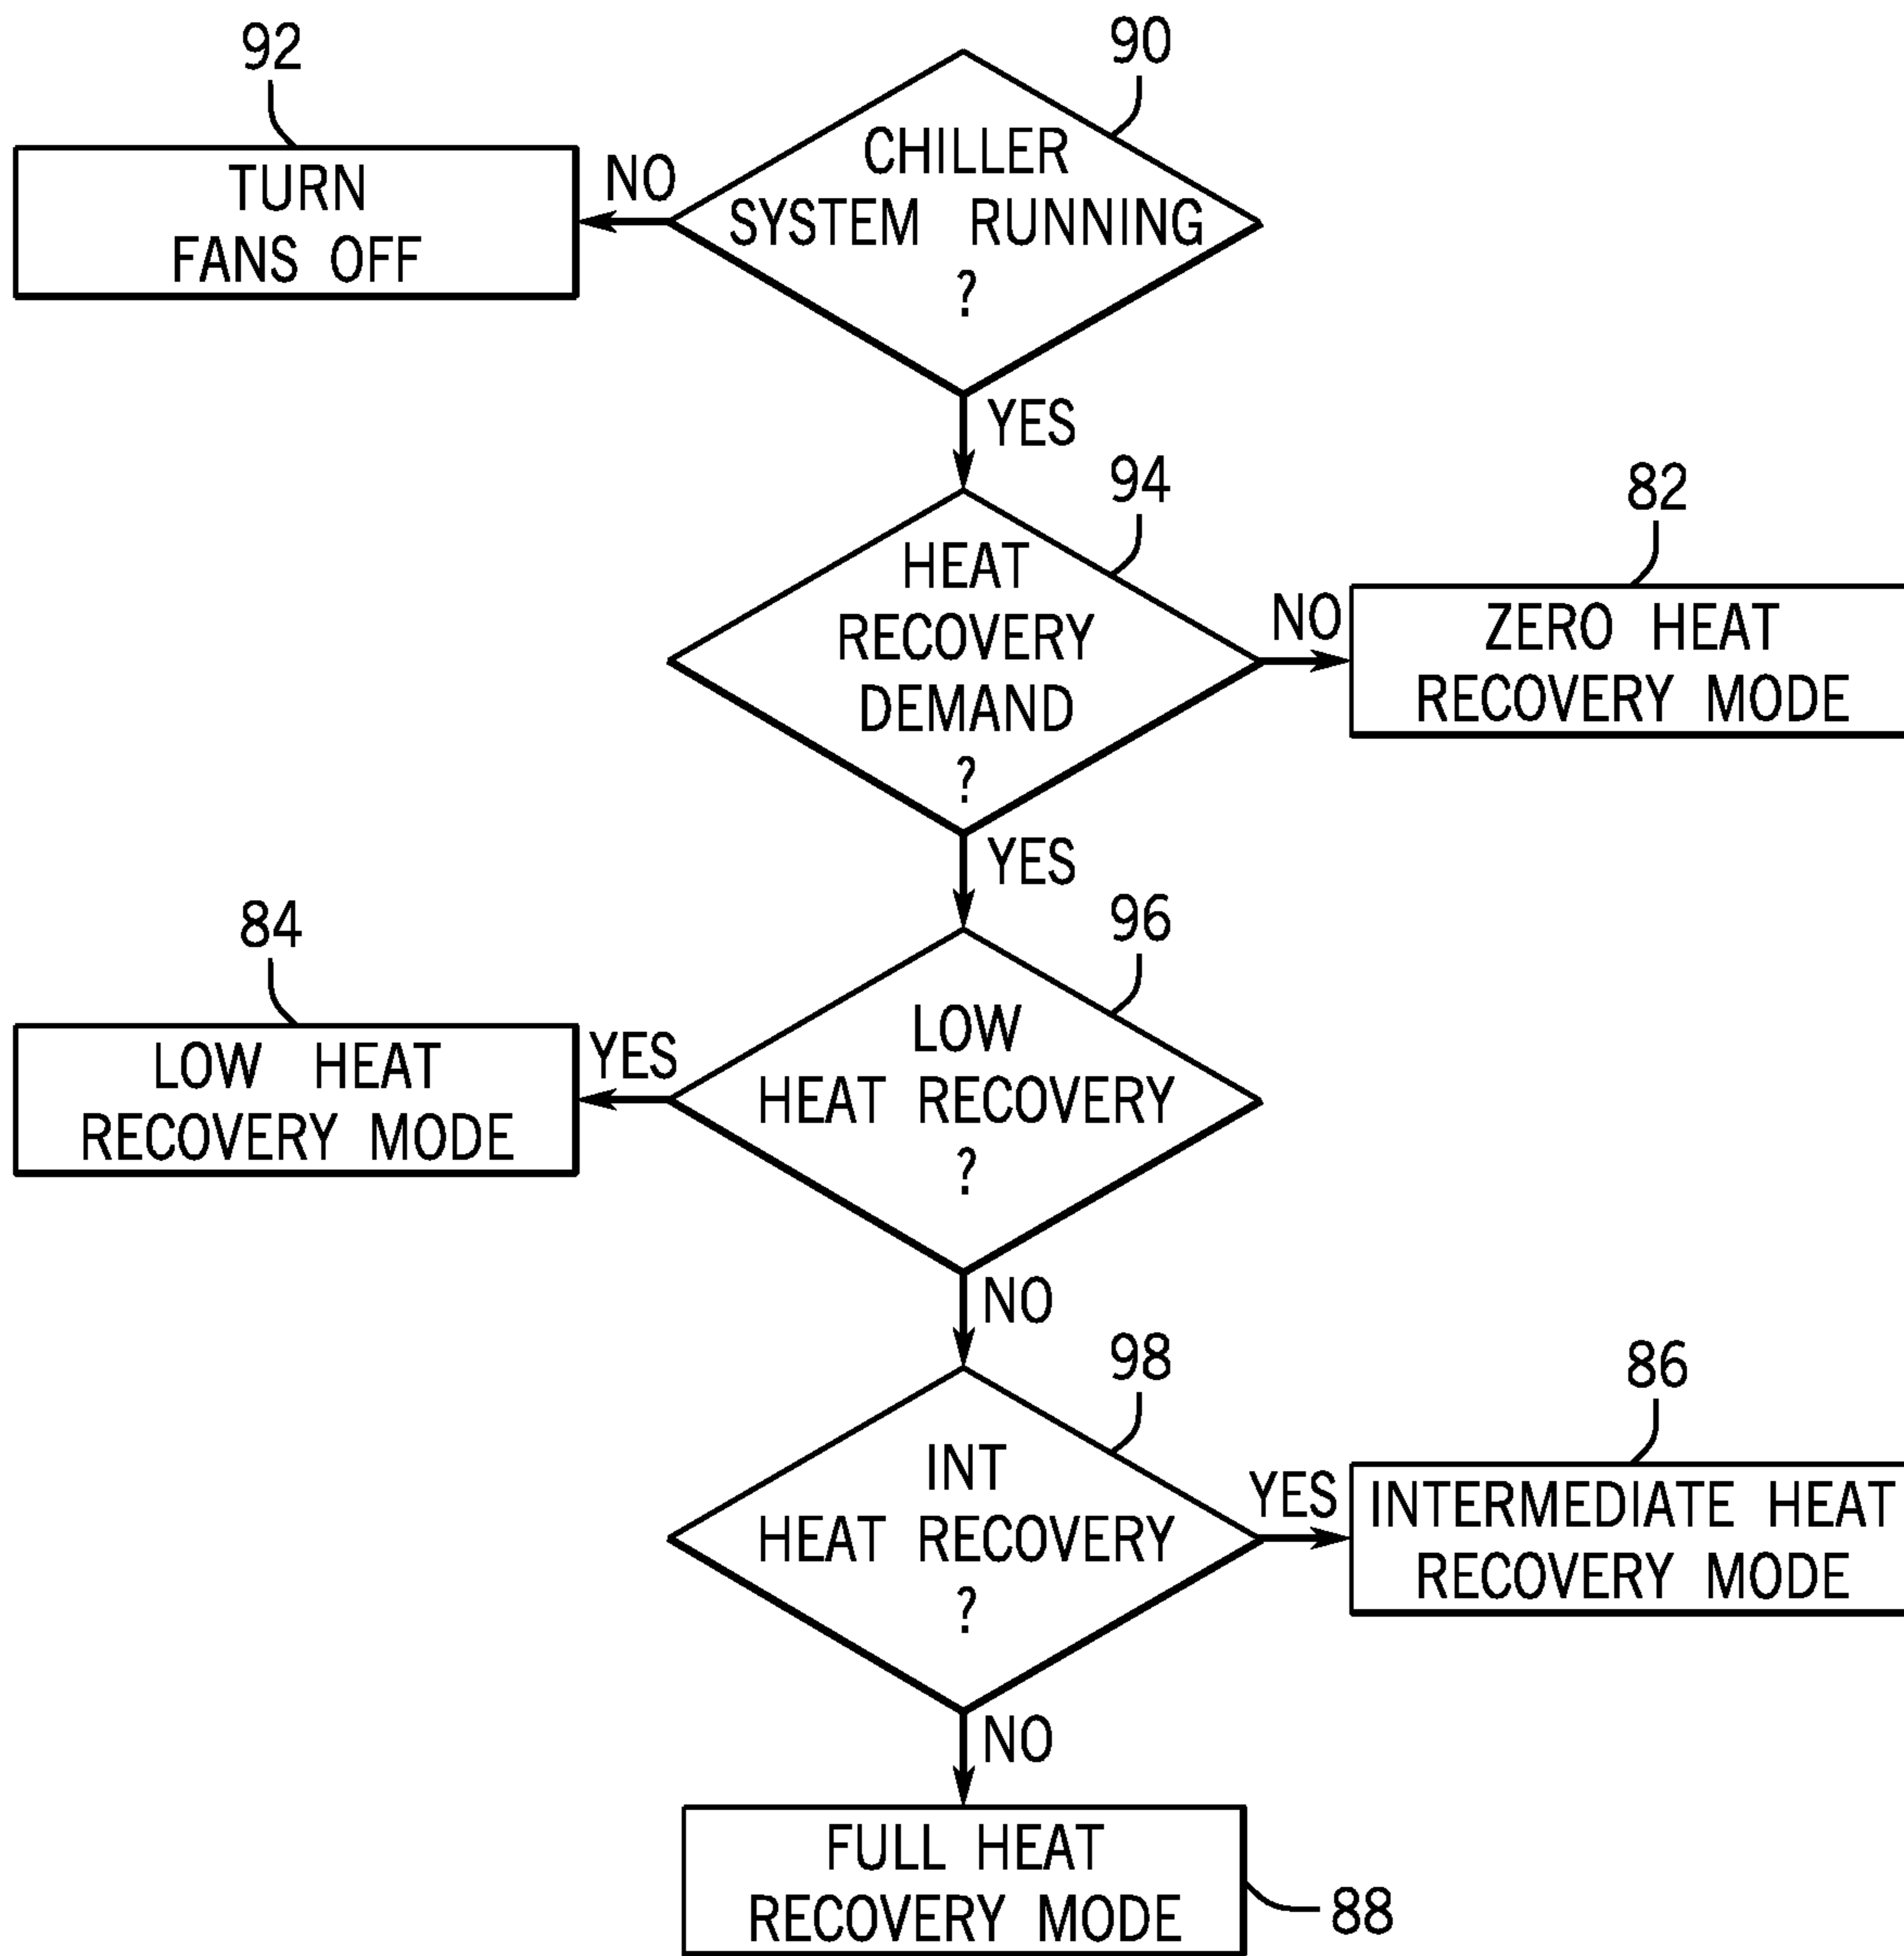 92
90
TURN
FANS OFF
NO
CHILLER
SYSTEM RUNNING
?
YES
94
82
HEAT
RECOVERY
DEMAND
?
NO
ZERO HEAT
RECOVERY MODE
YES
84
96
LOW HEAT
RECOVERY MODE
YES
LOW
HEAT RECOVERY
?
NO
98
86
INT
HEAT RECOVERY
?
YES
INTERMEDIATE HEAT
RECOVERY MODE
NO
FULL HEAT
RECOVERY MODE
88